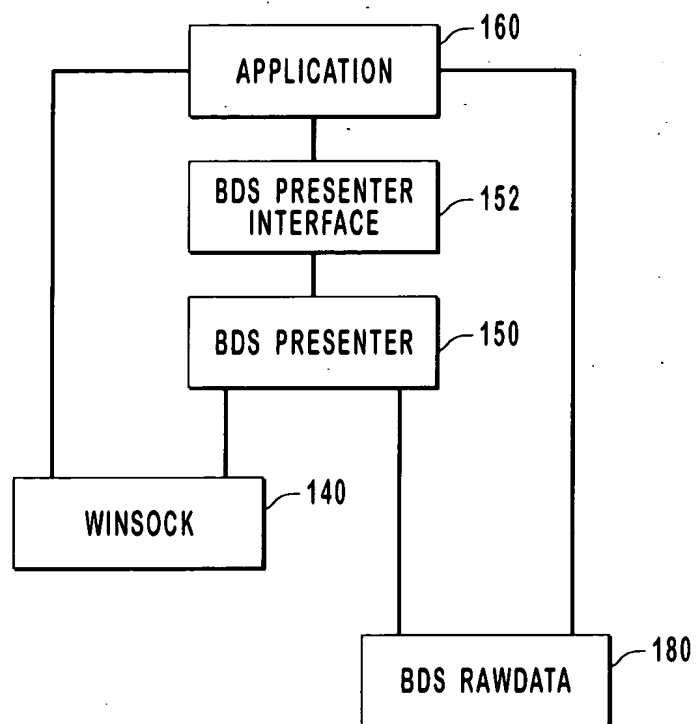 160
APPLICATION
BDS PRESENTER
INTERFACE
152
BDS PRESENTER
150
WINSOCK
140
BDS RAWDATA
180